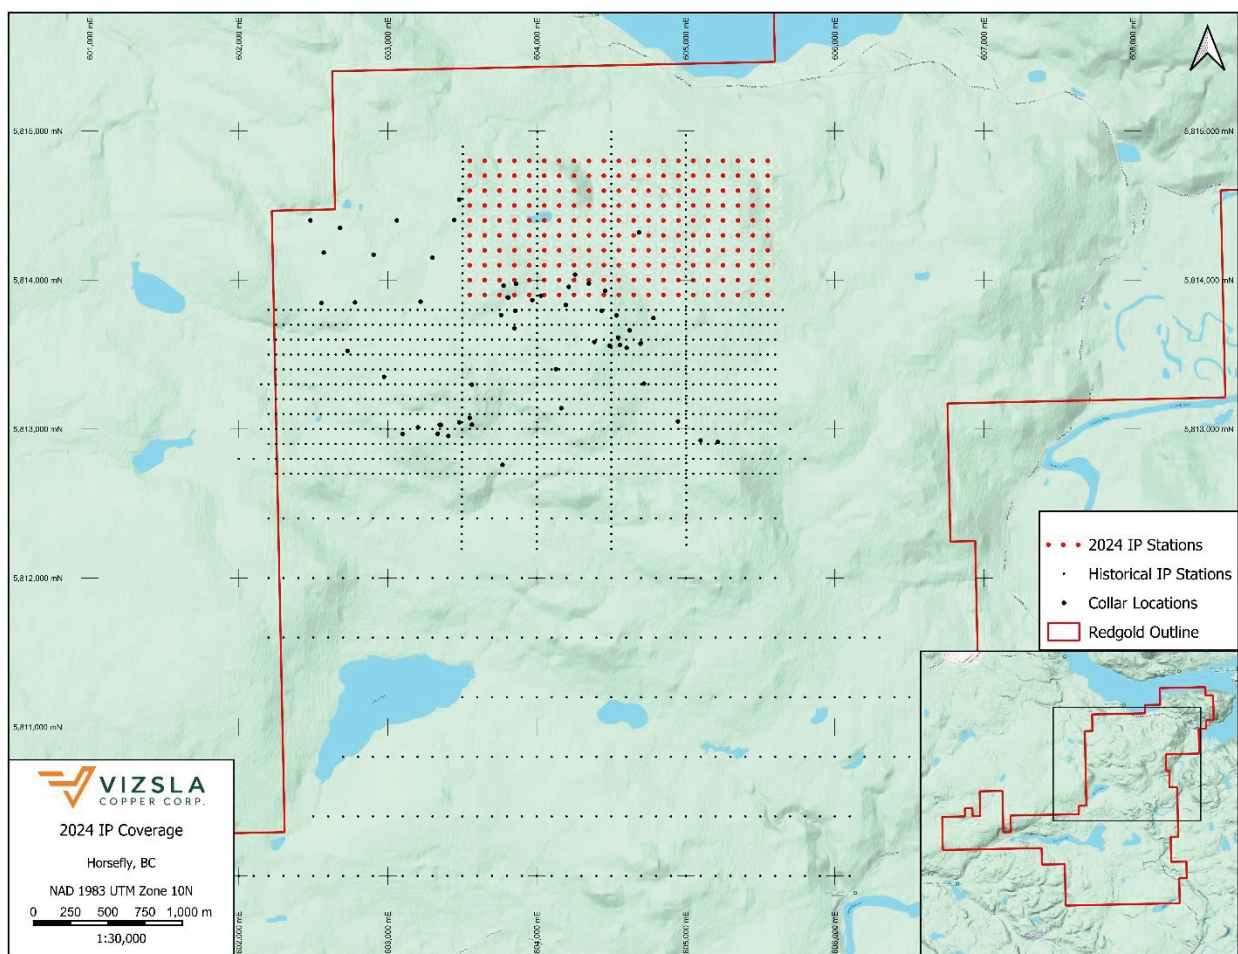 601,000 mE
602,000 mE
603,000 mE
604,000 mE
605,000 mE
606,000 mE
607,000 mE
608,000 mE
5,815,000 mN
5,815,000 mN
5,814,000 mN
5,814,000 mN
5,813,000 mN
5,813,000 mN
5,812,000 mN
5,811,000 mN
2024 IP Stations
Historical IP Stations
Collar Locations
Redgold Outline
VIZSLA
COPPER CORP.
2024 IP Coverage
Horsefly, BC
NAD 1983 UTM Zone 10N
0 250 500 750 1,000 m
1:30,000
602,000 mE
603,000 mE
604,000 mE
605,000 mE
606,000 mE